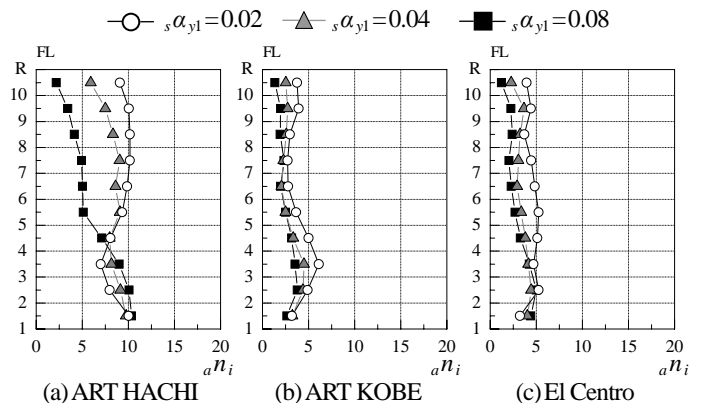 sαy1=0.02 sαy1=0.04 sαy1=0.08
FL FL FL
R R R
10 10 10
9 9 9
8 8 8
7 7 7
6 6 6
5 5 5
4 4 4
3 3 3
2 2 2
1 1 1
0 5 10 15 20 0 5 10 15 20 0 5 10 15 20
ani ani ani
(a) ART HACHI (b) ART KOBE (c) El Centro